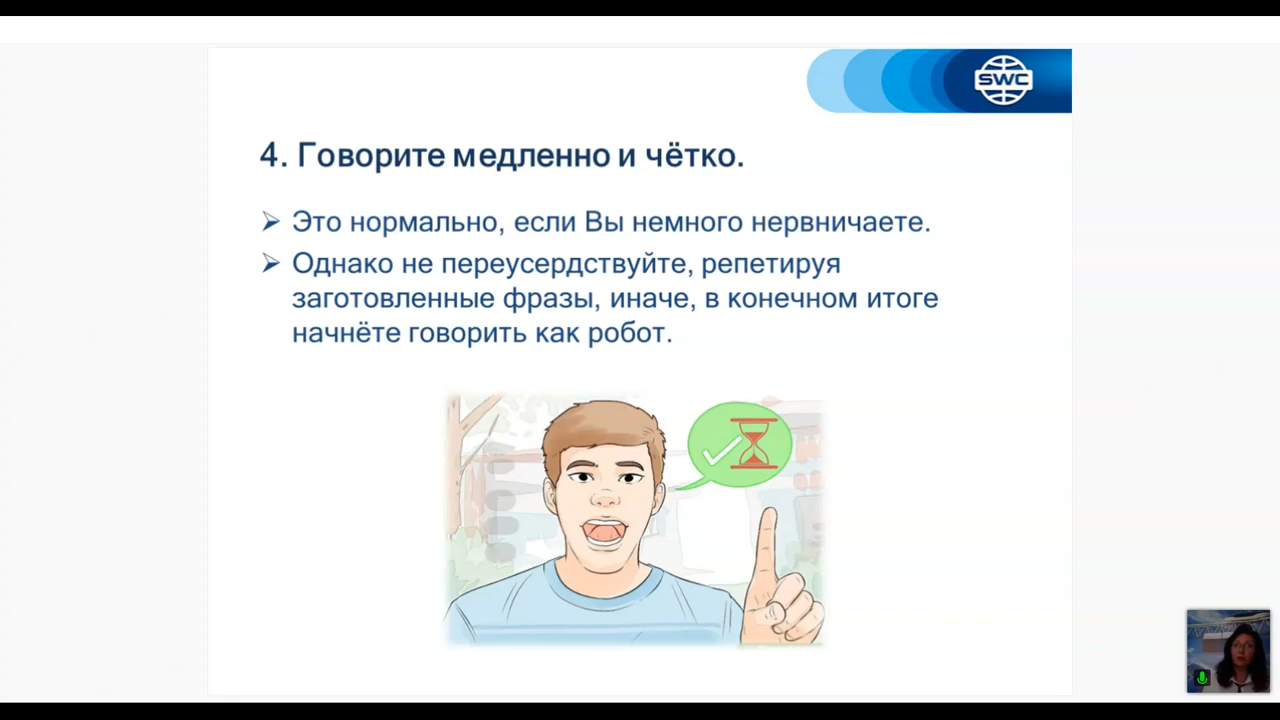 SWC
4. Говорите медленно и чётко.
Это нормально, если Вы немного нервничаете.
Однако не переусердствуйте, репетируя
заготовленные фразы, иначе, в конечном итоге
начнёте говорить как робот.